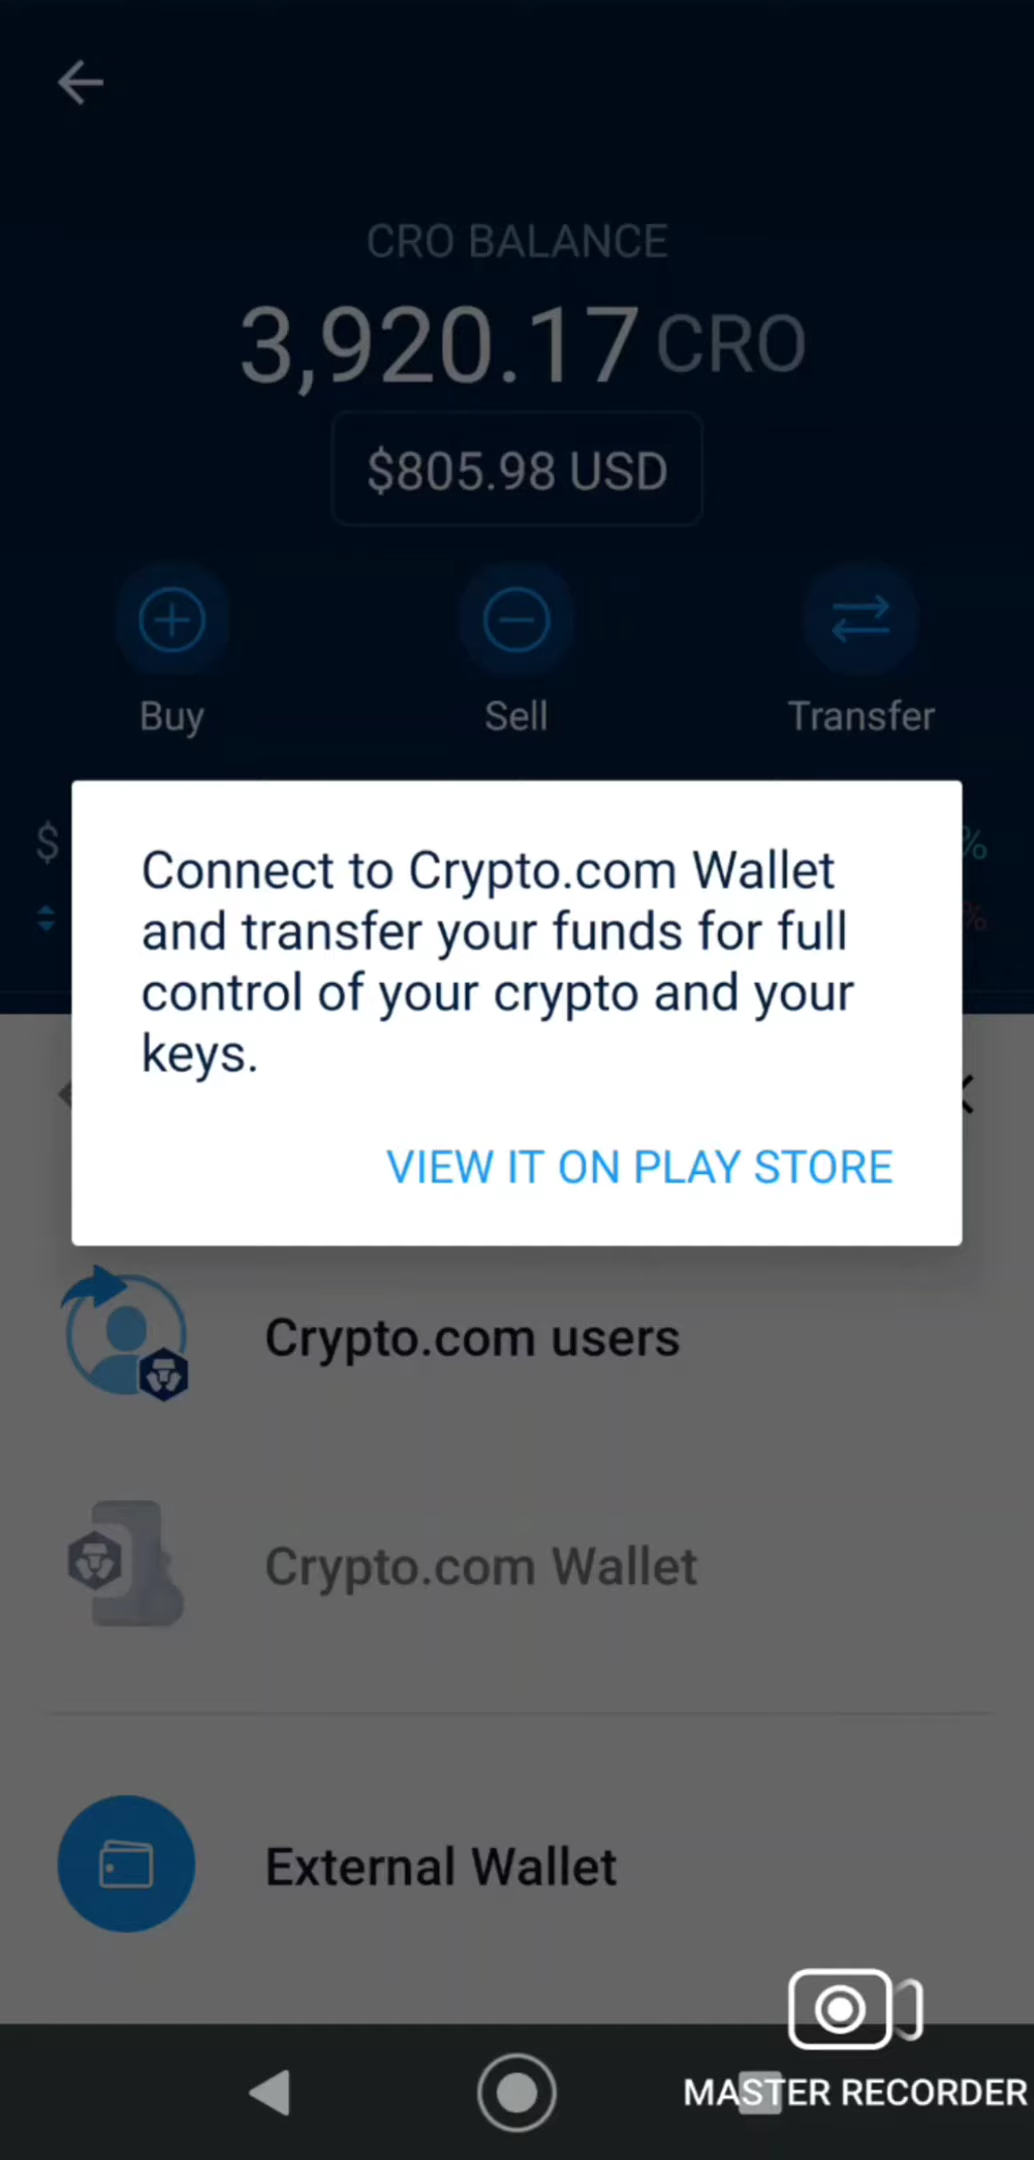 CRO BALANCE
3,920.17 CRO
$805.98 USD
Buy Sell Transfer
$ %
%
Connect to Crypto.com Wallet
and transfer your funds for full
control of your crypto and your
keys.
VIEW IT ON PLAY STORE
Crypto.com users
Crypto.com Wallet
External Wallet
MASTER RECORDER